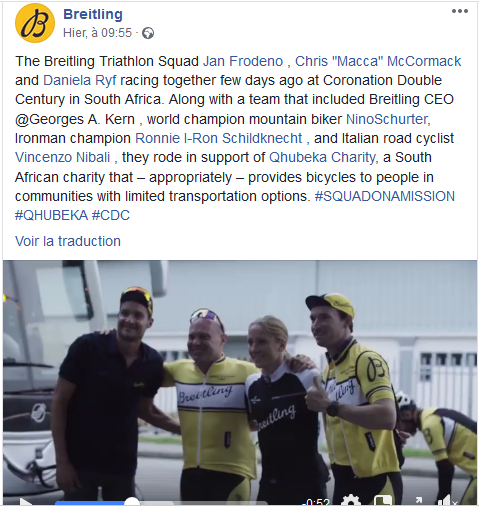 Breitling
Hier, à 09:55 ·
The Breitling Triathlon Squad Jan Frodeno , Chris "Macca" McCormack
and Daniela Ryf racing together few days ago at Coronation Double
Century in South Africa. Along with a team that included Breitling CEO
@Georges A. Kern , world champion mountain biker NinoSchurter,
Ironman champion Ronnie I-Ron Schildknecht , and Italian road cyclist
Vincenzo Nibali , they rode in support of Qhubeka Charity, a South
African charity that – appropriately – provides bicycles to people in
communities with limited transportation options. #SQUADONAMISSION
#QHUBEKA #CDC
Voir la traduction
Breitling
Breitling
B
-0:52